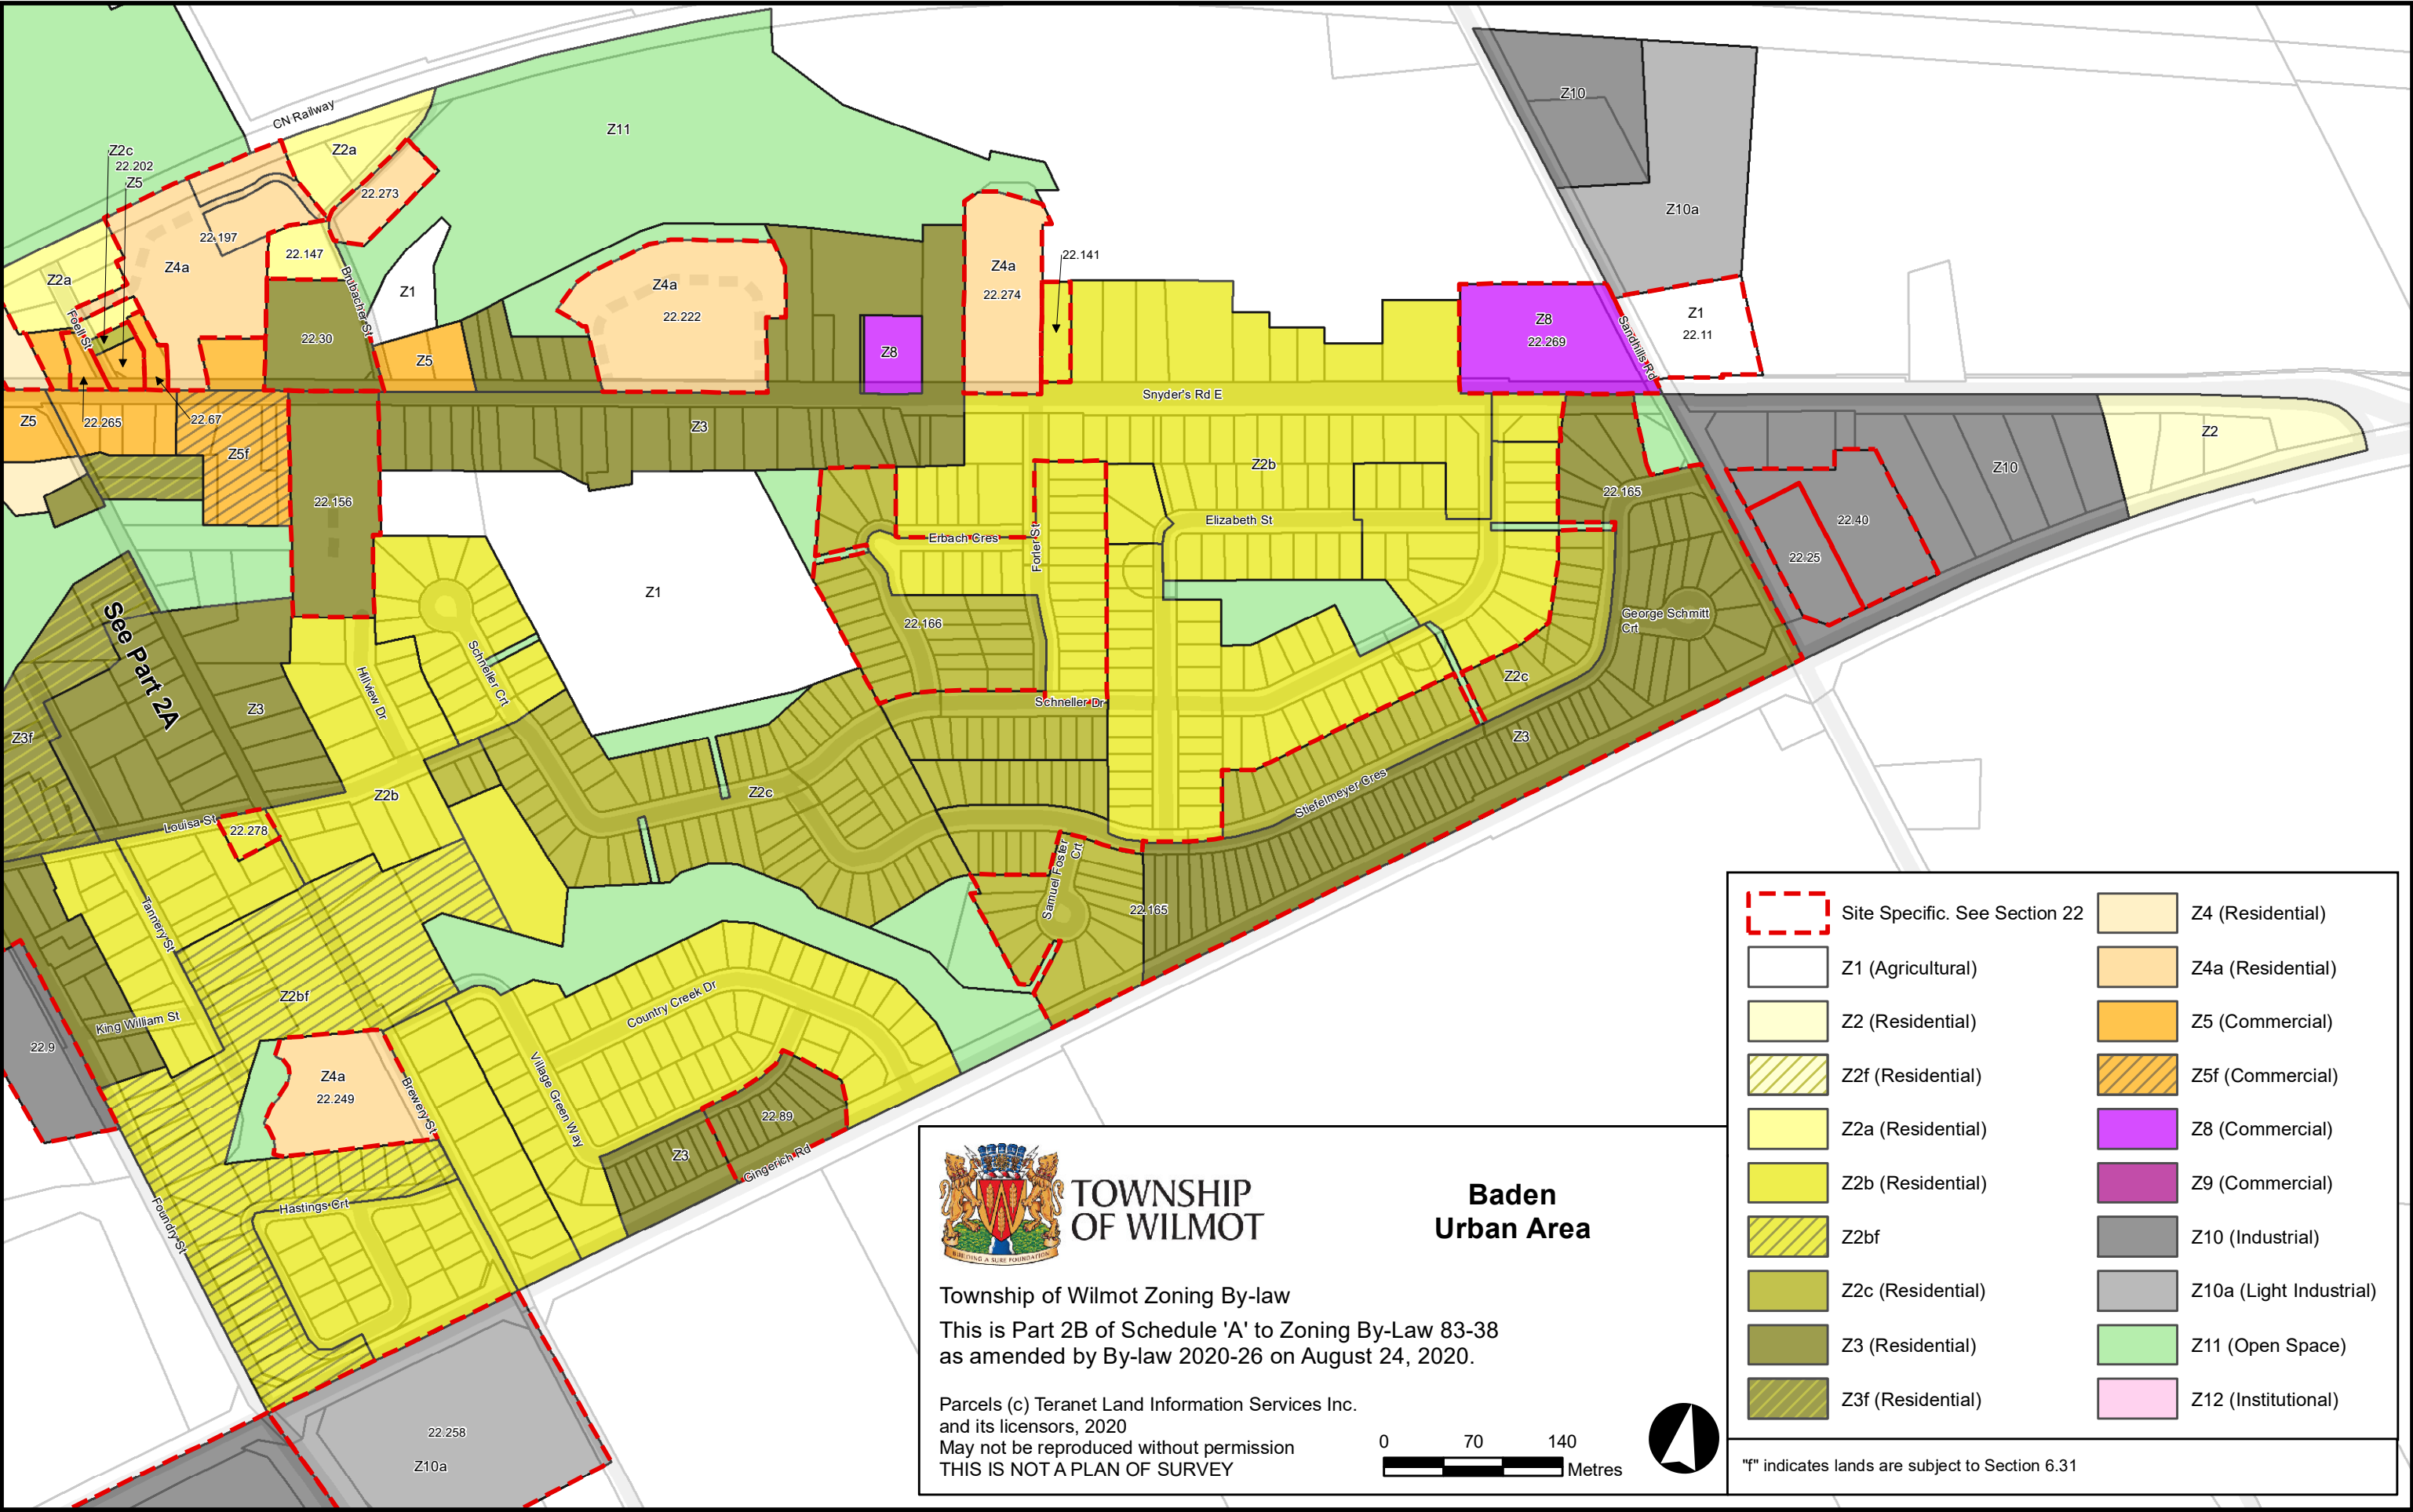 CN Railway
Z11
Z10
Z10a
Z2c
22.202
Z5
Z2a
22.273
22.197
Z4a
22.147
Z2a
Brubacher St
Z1
Foell St
22.30
Z5
Z4a
22.222
Z8
Z4a
22.274
22.141
Z8
22.269
Sandhills Rd
Z1
22.11
Snyder's Rd E
Z5
22.265
22.67
Z5f
Z3
Z2b
Z10
Z2
22.156
22.165
22.40
22.25
Erbach Cres
Forler St
Elizabeth St
Z1
22.166
George Schmitt
Crt
See Part 2A
Z3
Z3f
Hillview Dr
Schneller Crt
Schneller Dr
Z2c
Z3
Z2b
Z2c
Stiefelmeyer Cres
Louisa St
22.278
Tannery St
Samuel Foster
Crt
22.165
Z2bf
King William St
22.9
Country Creek Dr
Village Green Way
Z4a
22.249
Brewery St
22.89
Z3
Gingerich Rd
Hastings Crt
Foundry St
22.258
Z10a
TOWNSHIP
OF WILMOT
BUILDING A SURE FOUNDATION
Baden
Urban Area
Township of Wilmot Zoning By-law
This is Part 2B of Schedule 'A' to Zoning By-Law 83-38
as amended by By-law 2020-26 on August 24, 2020.
Parcels (c) Teranet Land Information Services Inc.
and its licensors, 2020
May not be reproduced without permission
THIS IS NOT A PLAN OF SURVEY
0 70 140
Metres
Site Specific. See Section 22
Z1 (Agricultural)
Z2 (Residential)
Z2f (Residential)
Z2a (Residential)
Z2b (Residential)
Z2bf
Z2c (Residential)
Z3 (Residential)
Z3f (Residential)
Z4 (Residential)
Z4a (Residential)
Z5 (Commercial)
Z5f (Commercial)
Z8 (Commercial)
Z9 (Commercial)
Z10 (Industrial)
Z10a (Light Industrial)
Z11 (Open Space)
Z12 (Institutional)
"f" indicates lands are subject to Section 6.31